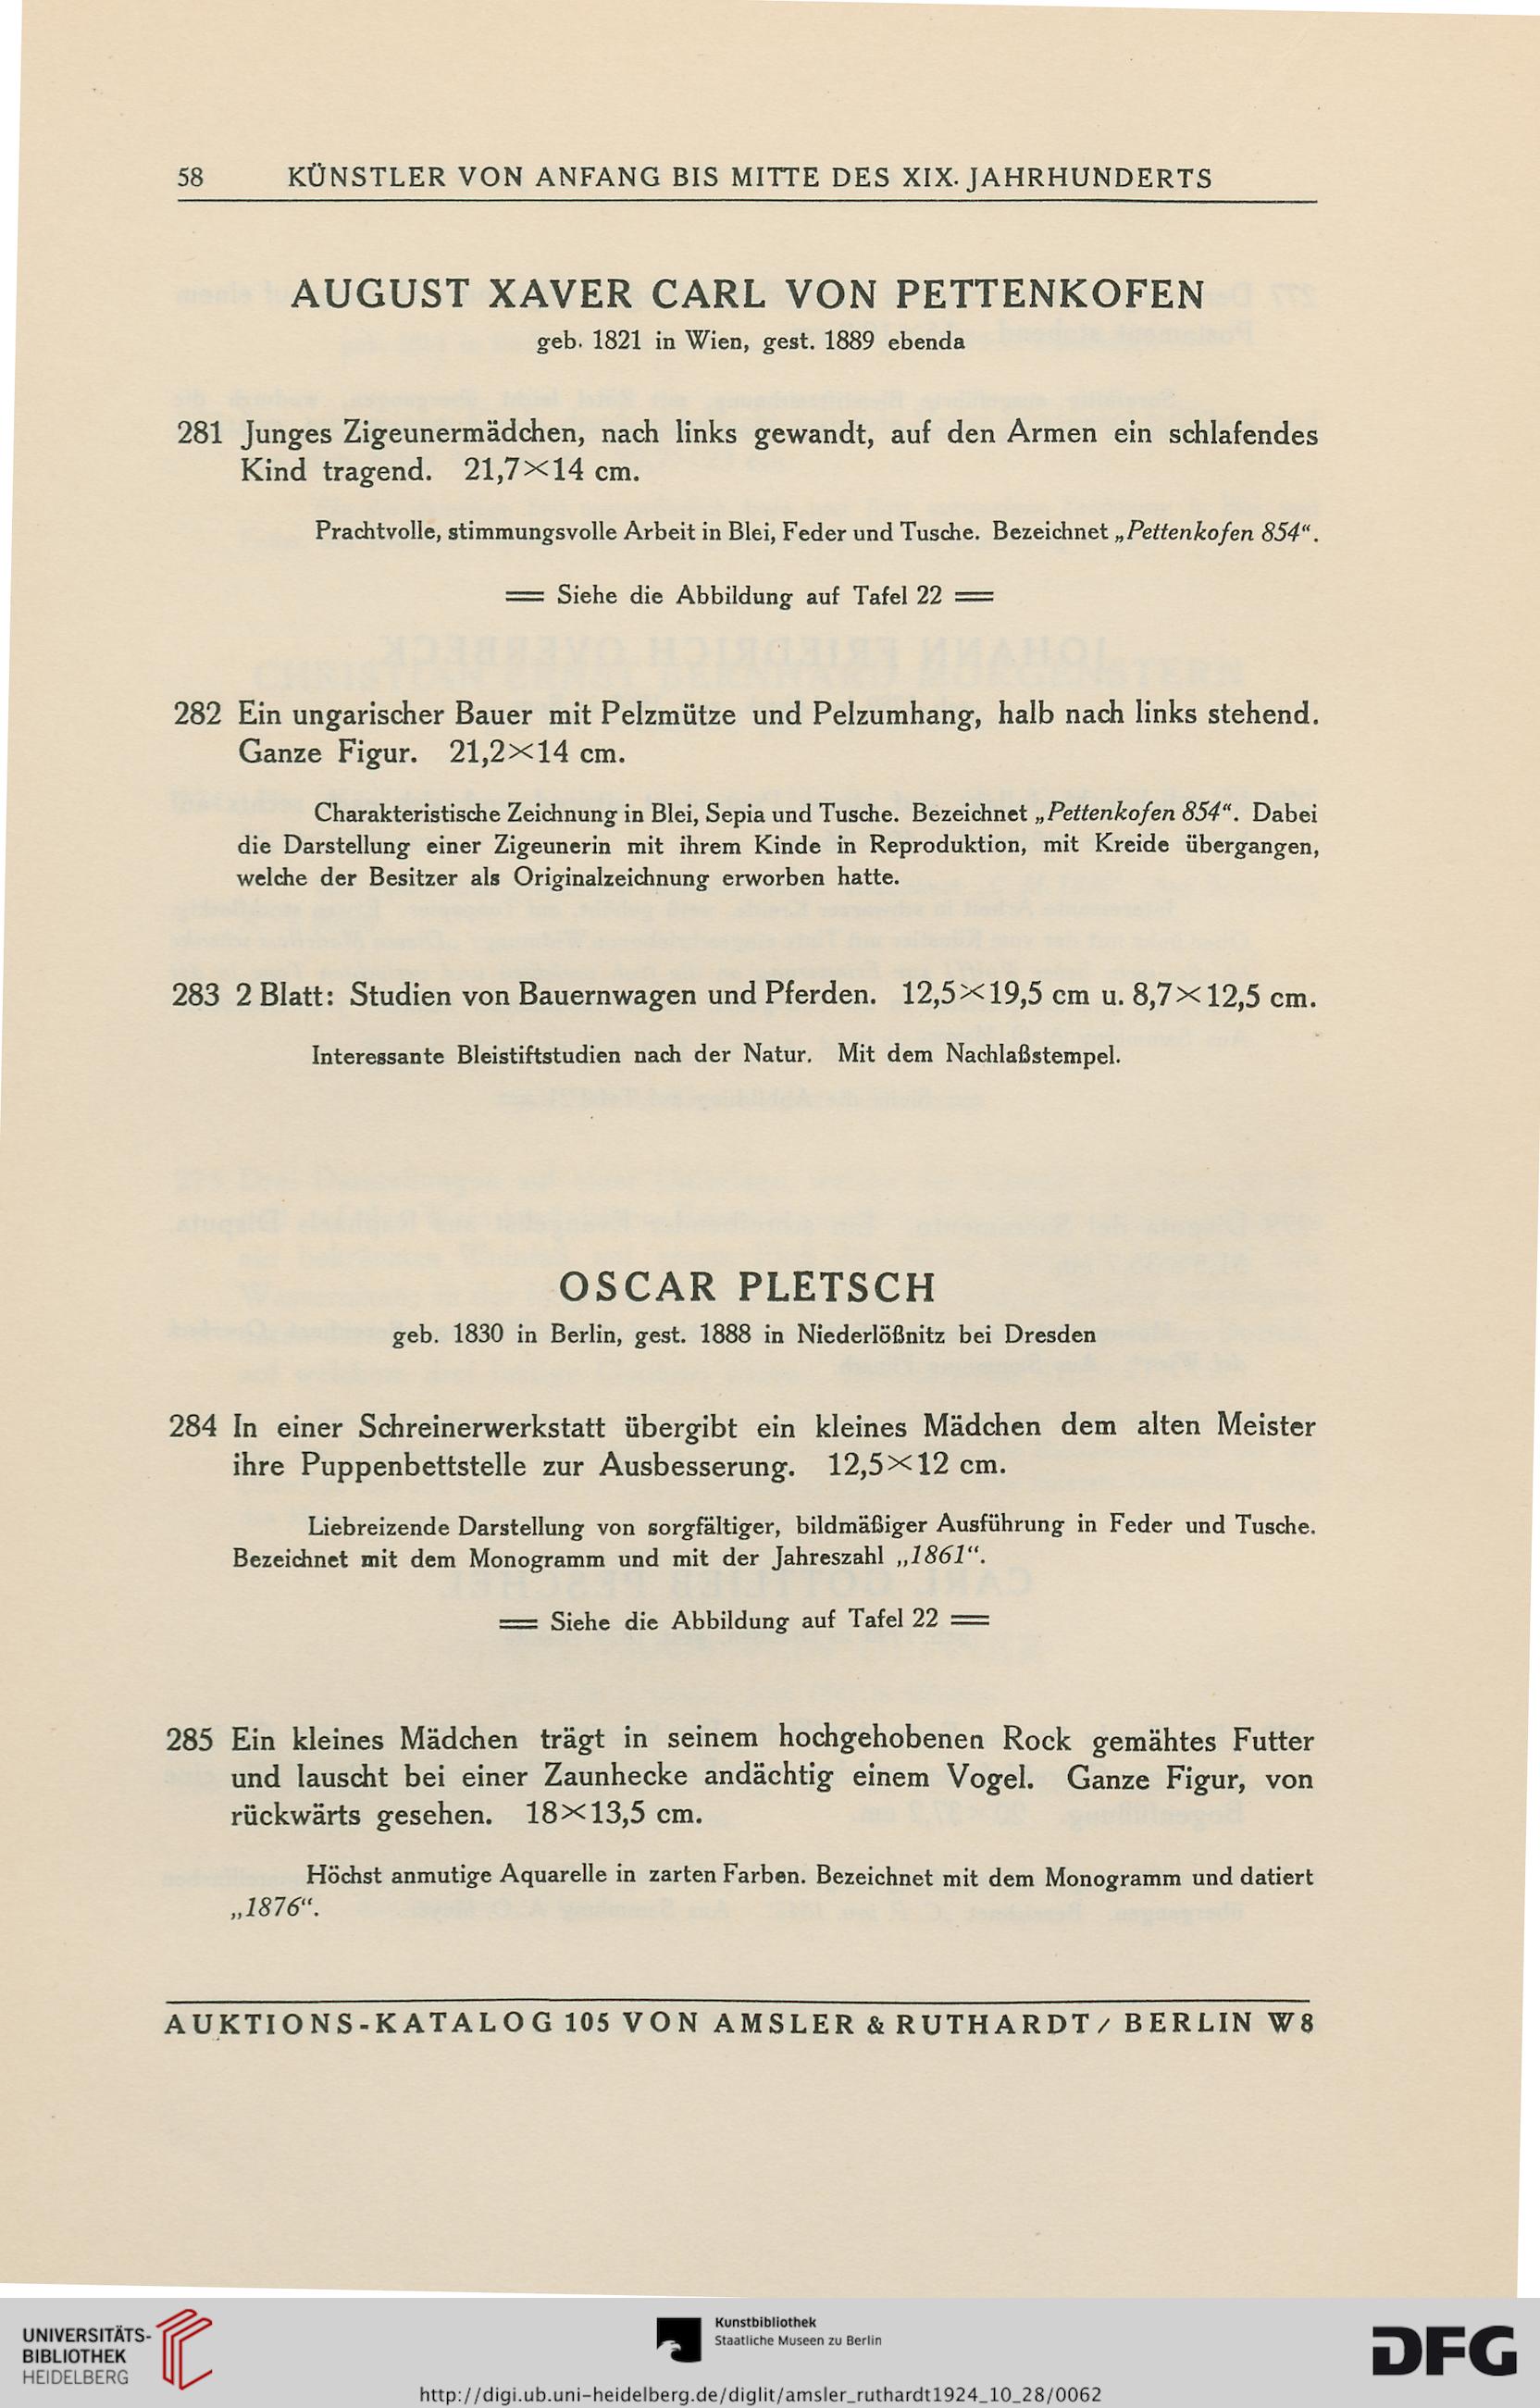 58 KÜNSTLER VON ANFANG BIS MITTE DES XIX. JAHRHUNDERTS
AUGUST XAVER CARL VON PETTENKOFEN
geb. 1821 in Wien, gest. 1889 ebenda
281 Junges Zigeunermädchen, nach links gewandt, auf den Armen ein schlafendes
Kind tragend. 21,7×14 cm.
Prachtvolle, stimmungsvolle Arbeit in Blei, Feder und Tusche. Bezeichnet „Pettenkofen 854“.
== Siehe die Abbildung auf Tafel 22 ==
282 Ein ungarischer Bauer mit Pelzmütze und Pelzumhang, halb nach links stehend.
Ganze Figur. 21,2×14 cm.
Charakteristische Zeichnung in Blei, Sepia und Tusche. Bezeichnet „Pettenkofen 854“. Dabei
die Darstellung einer Zigeunerin mit ihrem Kinde in Reproduktion, mit Kreide übergangen,
welche der Besitzer als Originalzeichnung erworben hatte.
283 2 Blatt: Studien von Bauernwagen und Pferden. 12,5×19,5 cm u. 8,7×12,5 cm.
Interessante Bleistiftstudien nach der Natur. Mit dem Nachlaßstempel.
OSCAR PLETSCH
geb. 1830 in Berlin, gest. 1888 in Niederlößnitz bei Dresden
284 In einer Schreinerwerkstatt übergibt ein kleines Mädchen dem alten Meister
ihre Puppenbettstelle zur Ausbesserung. 12,5×12 cm.
Liebreizende Darstellung von sorgfältiger, bildmäßiger Ausführung in Feder und Tusche.
Bezeichnet mit dem Monogramm und mit der Jahreszahl „1861“.
== Siehe die Abbildung auf Tafel 22 ==
285 Ein kleines Mädchen trägt in seinem hochgehobenen Rock gemähtes Futter
und lauscht bei einer Zaunhecke andächtig einem Vogel. Ganze Figur, von
rückwärts gesehen. 18×13,5 cm.
Höchst anmutige Aquarelle in zarten Farben. Bezeichnet mit dem Monogramm und datiert
„1876“.
AUKTIONS-KATALOG 105 VON AMSLER & RUTHARDT / BERLIN W 8
UNIVERSITÄTS-
BIBLIOTHEK
HEIDELBERG
Kunstbibliothek
Staatliche Museen zu Berlin
DFG
http://digi.ub.uni-heidelberg.de/diglit/amsler_ruthardt1924_10_28/0062